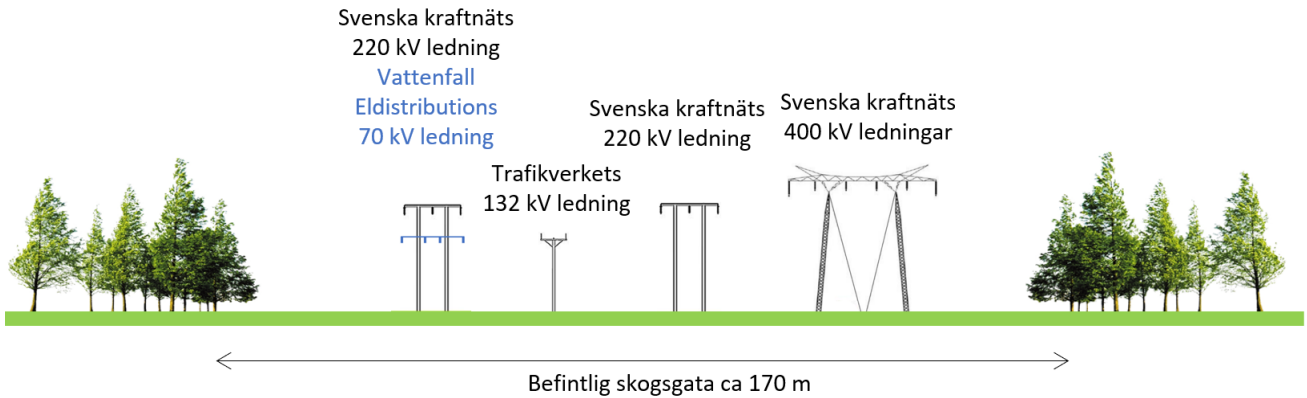 Svenska kraftnäts
220 kV ledning
Vattenfall
Eldistributions
70 kV ledning
Trafikverkets
132 kV ledning
Svenska kraftnäts
220 kV ledning
Svenska kraftnäts
400 kV ledningar
Befintlig skogsgata ca 170 m